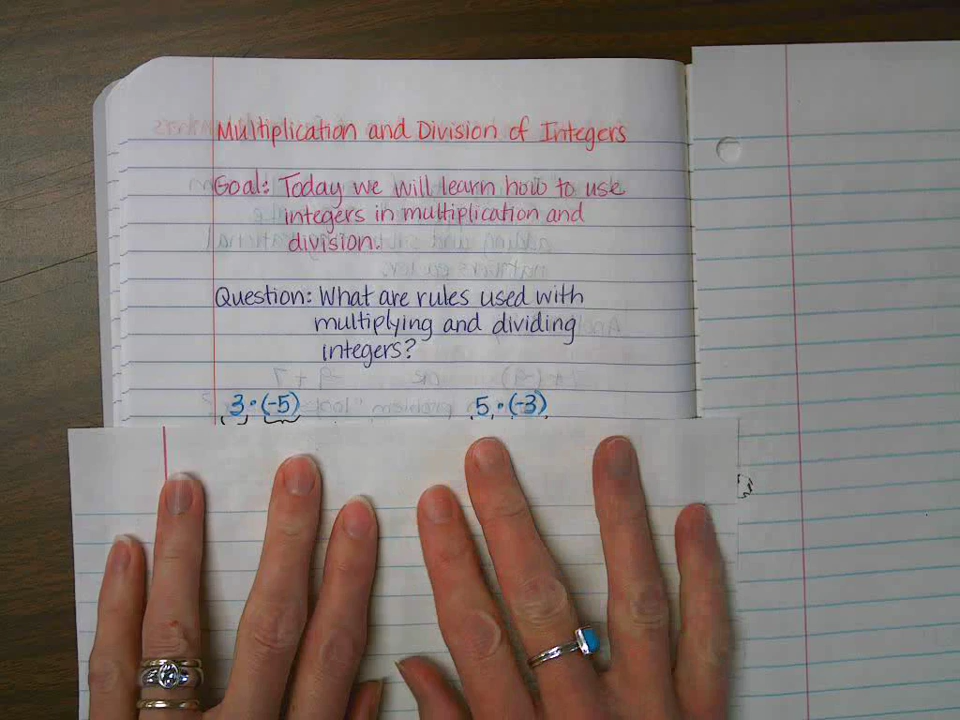 Multiplication and Division of Integers
Goal: Today we will learn how to use
integers in multiplication and
division.
Question: What are rules used with
multiplying and dividing
integers?
3 · (-5) 5 · (-3)